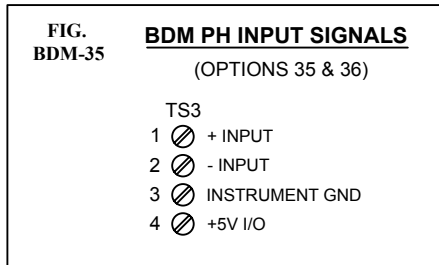 FIG.
BDM-35
BDM PH INPUT SIGNALS
(OPTIONS 35 & 36)
TS3
1 + INPUT
2 - INPUT
3 INSTRUMENT GND
4 +5V I/O